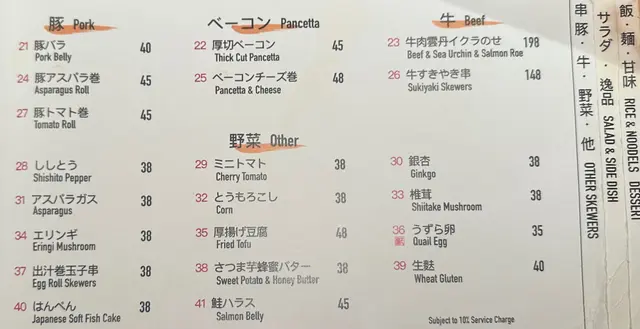 豚 Pork
21 豚バラ 40
Pork Belly
24 豚アスパラ巻 45
Asparagus Roll
27 豚トマト巻 45
Tomato Roll
ベーコン Pancetta
22 厚切ベーコン 45
Thick Cut Pancetta
25 ベーコンチーズ巻 48
Pancetta & Cheese
牛 Beef
23 牛肉雲丹イクラのせ 198
Beef & Sea Urchin & Salmon Roe
26 牛すきやき串 148
Sukiyaki Skewers
野菜 Other
28 ししとう 38
Shishito Pepper
31 アスパラガス 38
Asparagus
34 エリンギ 38
Eringi Mushroom
37 出汁巻玉子串 38
Egg Roll Skewers
40 はんぺん 38
Japanese Soft Fish Cake
29 ミニトマト 38
Cherry Tomato
32 とうもろこし 38
Corn
35 厚揚げ豆腐 48
Fried Tofu
38 さつま芋蜂蜜バター 38
Sweet Potato & Honey Butter
41 鮭ハラス 45
Salmon Belly
30 銀杏 38
Ginkgo
33 椎茸 38
Shiitake Mushroom
36 うずら卵 35
Quail Egg
39 生麩 40
Wheat Gluten
Subject to 10% Service Charge
串 豚・牛・野菜・他 OTHER SKEWERS
サラダ・逸品 SALAD & SIDE DISH
飯・麺・甘味 RICE & NOODELS DESSERT